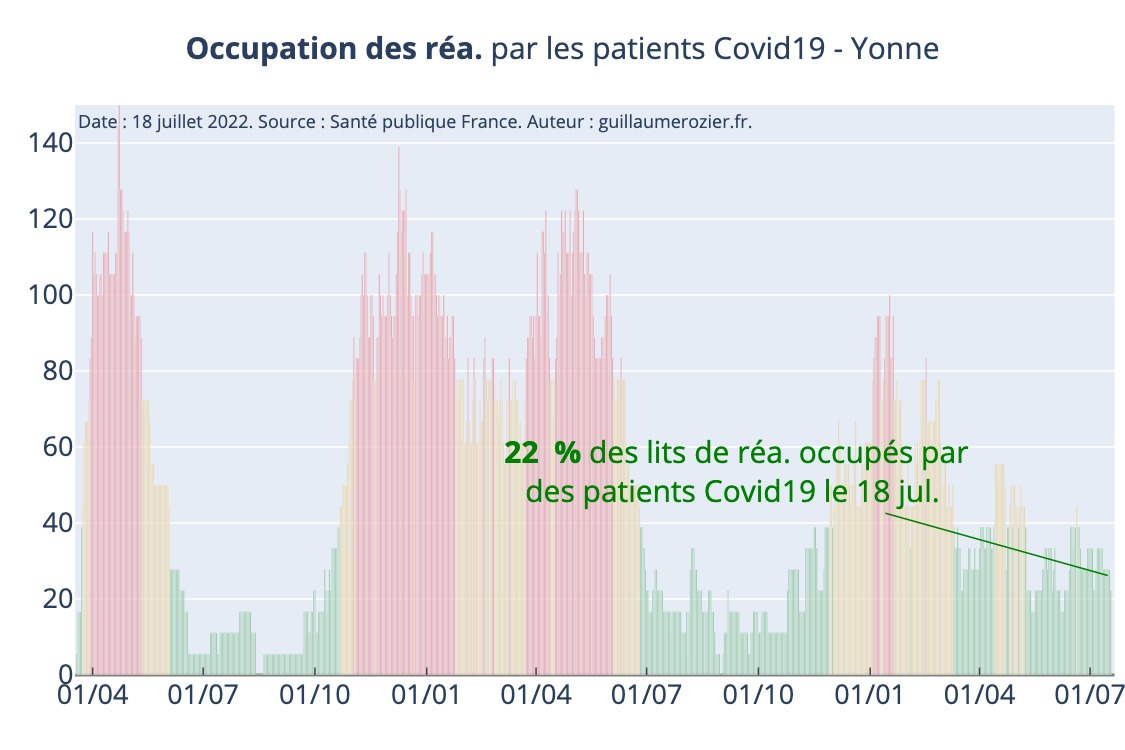 Occupation des réa. par les patients Covid19 - Yonne
Date : 18 juillet 2022. Source : Santé publique France. Auteur : guillaumerozier.fr.
140
120
100
80
60
40
20
0
22 % des lits de réa. occupés par
des patients Covid19 le 18 jul.
01/04 01/07 01/10 01/01 01/04 01/07 01/10 01/01 01/04 01/07